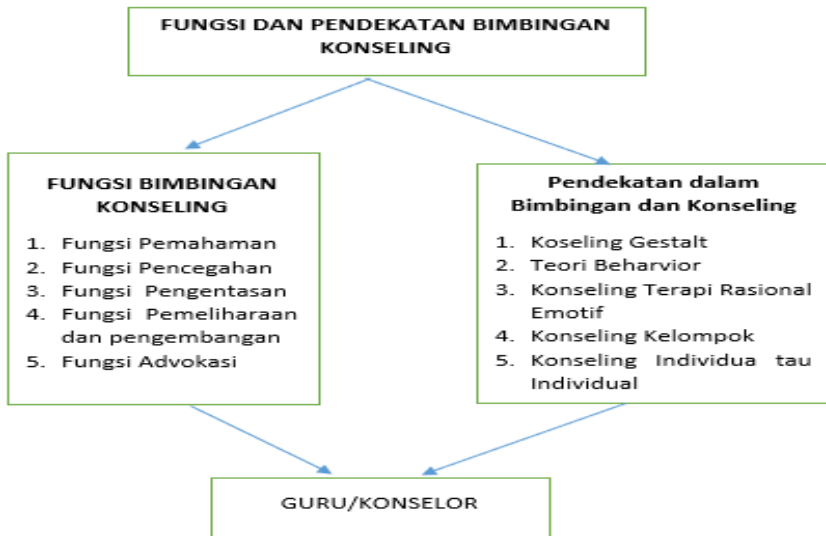 FUNGSI DAN PENDEKATAN BIMBINGAN
KONSELING
FUNGSI BIMBINGAN
KONSELING
1. Fungsi Pemahaman
2. Fungsi Pencegahan
3. Fungsi Pengentasan
4. Fungsi Pemeliharaan
dan pengembangan
5. Fungsi Advokasi
Pendekatan dalam
Bimbingan dan Konseling
1. Koseling Gestalt
2. Teori Beharvior
3. Konseling Terapi Rasional
Emotif
4. Konseling Kelompok
5. Konseling Individua tau
Individual
GURU/KONSELOR